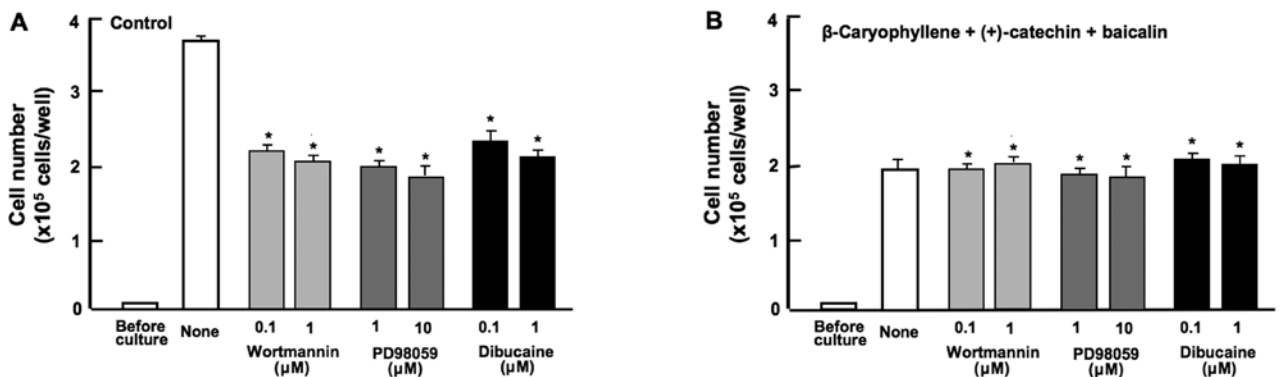 A
Control
Cell number
(x10⁵ cells/well)
4
3
2
1
0
* * * * * *
Before
culture
None
0.1 1 1 10 0.1 1
Wortmannin
(µM)
PD98059
(µM)
Dibucaine
(µM)
B
β-Caryophyllene + (+)-catechin + baicalin
Cell number
(x10⁵ cells/well)
4
3
2
1
0
* * * * * *
Before
culture
None
0.1 1 1 10 0.1 1
Wortmannin
(µM)
PD98059
(µM)
Dibucaine
(µM)